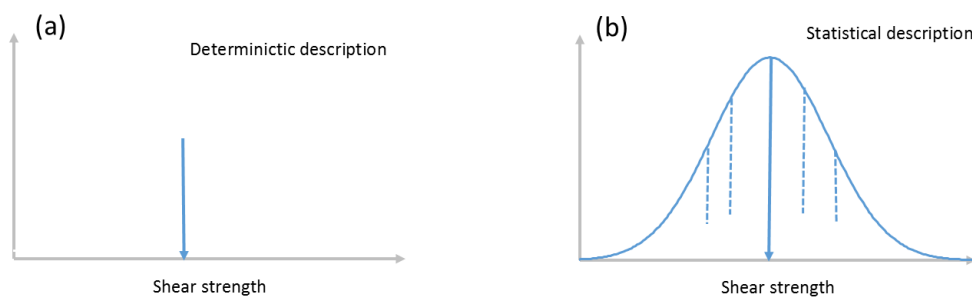 (a)
Determinictic description
Shear strength
(b)
Statistical description
Shear strength